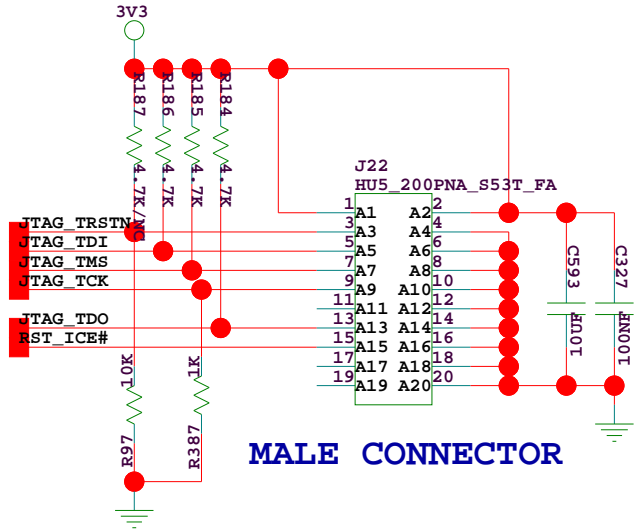 3V3
R187
R186
R185
R184
4.7K/NC
4.7K
4.7K
4.7K
J22
HU5_200PNA_S53T_FA
JTAG_TRSTN
JTAG_TDI
JTAG_TMS
JTAG_TCK
JTAG_TDO
RST_ICE#
1 A1 A2 2
3 A3 A4 4
5 A5 A6 6
7 A7 A8 8
9 A9 A10 10
11 A11 A12 12
13 A13 A14 14
15 A15 A16 16
17 A17 A18 18
19 A19 A20 20
C593
10UF
C327
100NF
10K
R97
1K
R387
MALE CONNECTOR